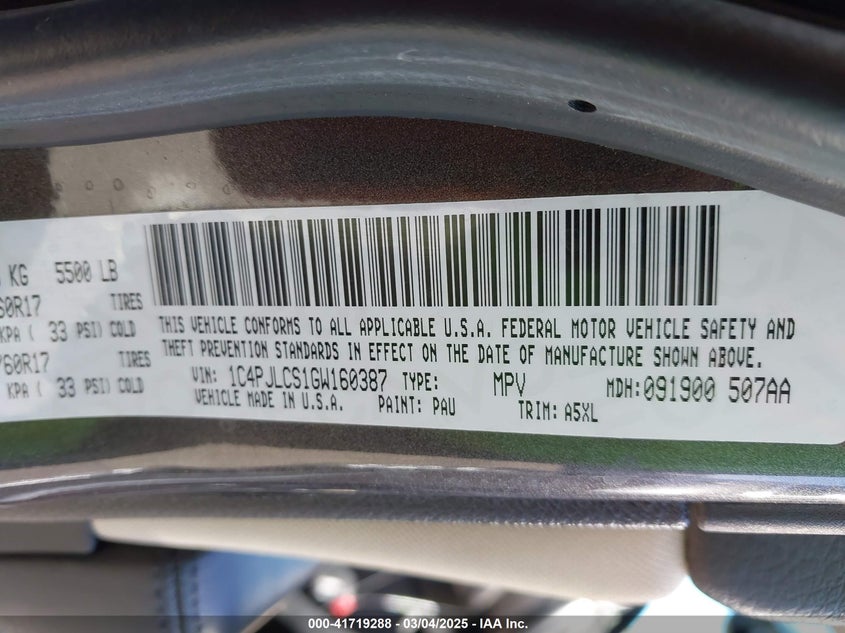 KG 5500 LB
60R17 TIRES
KPA ( 33 PSI) COLD
/60R17 TIRES
KPA ( 33 PSI) COLD
THIS VEHICLE CONFORMS TO ALL APPLICABLE U.S.A. FEDERAL MOTOR VEHICLE SAFETY AND
THEFT PREVENTION STANDARDS IN EFFECT ON THE DATE OF MANUFACTURE SHOWN ABOVE.
VIN: 1C4PJLCS1GW160387 TYPE: MPV MDH:091900 507AA
VEHICLE MADE IN U.S.A. PAINT: PAU TRIM: A5XL
000-41719288 - 03/04/2025 - IAA Inc.